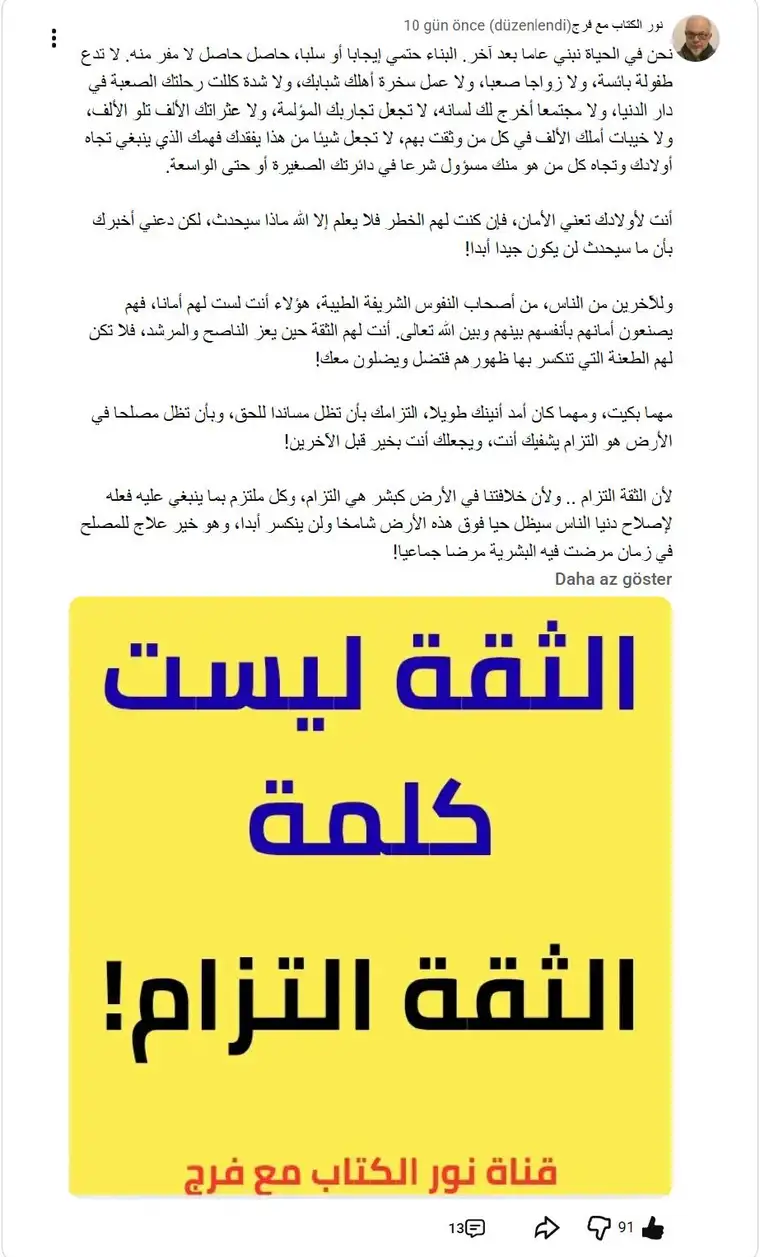 نور الكتاب مع فرج 10 gün önce (düzenlendi)
نحن في الحياة نبني عاما بعد آخر. البناء حتمي إيجابا أو سلبا، حاصل حاصل لا مفر منه. لا تدع
طفولة بائسة، ولا زواجا صعبا، ولا عمل سخرة أهلك شبابك، ولا شدة كللت رحلتك الصعبة في
دار الدنيا، ولا مجتمعا أخرج لك لسانه، لا تجعل تجاربك المؤلمة، ولا عثراتك الألف تلو الألف،
ولا خيبات أملك الألف في كل من وثقت بهم، لا تجعل شيئا من هذا يفقدك فهمك الذي ينبغي تجاه
أولادك وتجاه كل من هو منك مسؤول شرعا في دائرتك الصغيرة أو حتى الواسعة.
أنت لأولادك تعني الأمان، فإن كنت لهم الخطر فلا يعلم إلا الله ماذا سيحدث، لكن دعني أخبرك
بأن ما سيحدث لن يكون جيدا أبدا!
وللآخرين من الناس، من أصحاب النفوس الشريفة الطيبة، هؤلاء أنت لست لهم أمانا، فهم
يصنعون أمانهم بأنفسهم بينهم وبين الله تعالى. أنت لهم الثقة حين يعز الناصح والمرشد، فلا تكن
لهم الطعنة التي تنكسر بها ظهورهم فتضل ويضلون معك!
مهما بكيت، ومهما كان أمد أنينك طويلا، التزامك بأن تظل مساندا للحق، وبأن تظل مصلحا في
الأرض هو التزام يشفيك أنت، ويجعلك أنت بخير قبل الآخرين!
لأن الثقة التزام .. ولأن خلافتنا في الأرض كبشر هي التزام، وكل ملتزم بما ينبغي عليه فعله
لإصلاح دنيا الناس سيظل حيا فوق هذه الأرض شامخا ولن ينكسر أبدا، وهو خير علاج للمصلح
في زمان مرضت فيه البشرية مرضا جماعيا!
Daha az göster
الثقة ليست
كلمة
الثقة التزام!
قناة نور الكتاب مع فرج
91 13